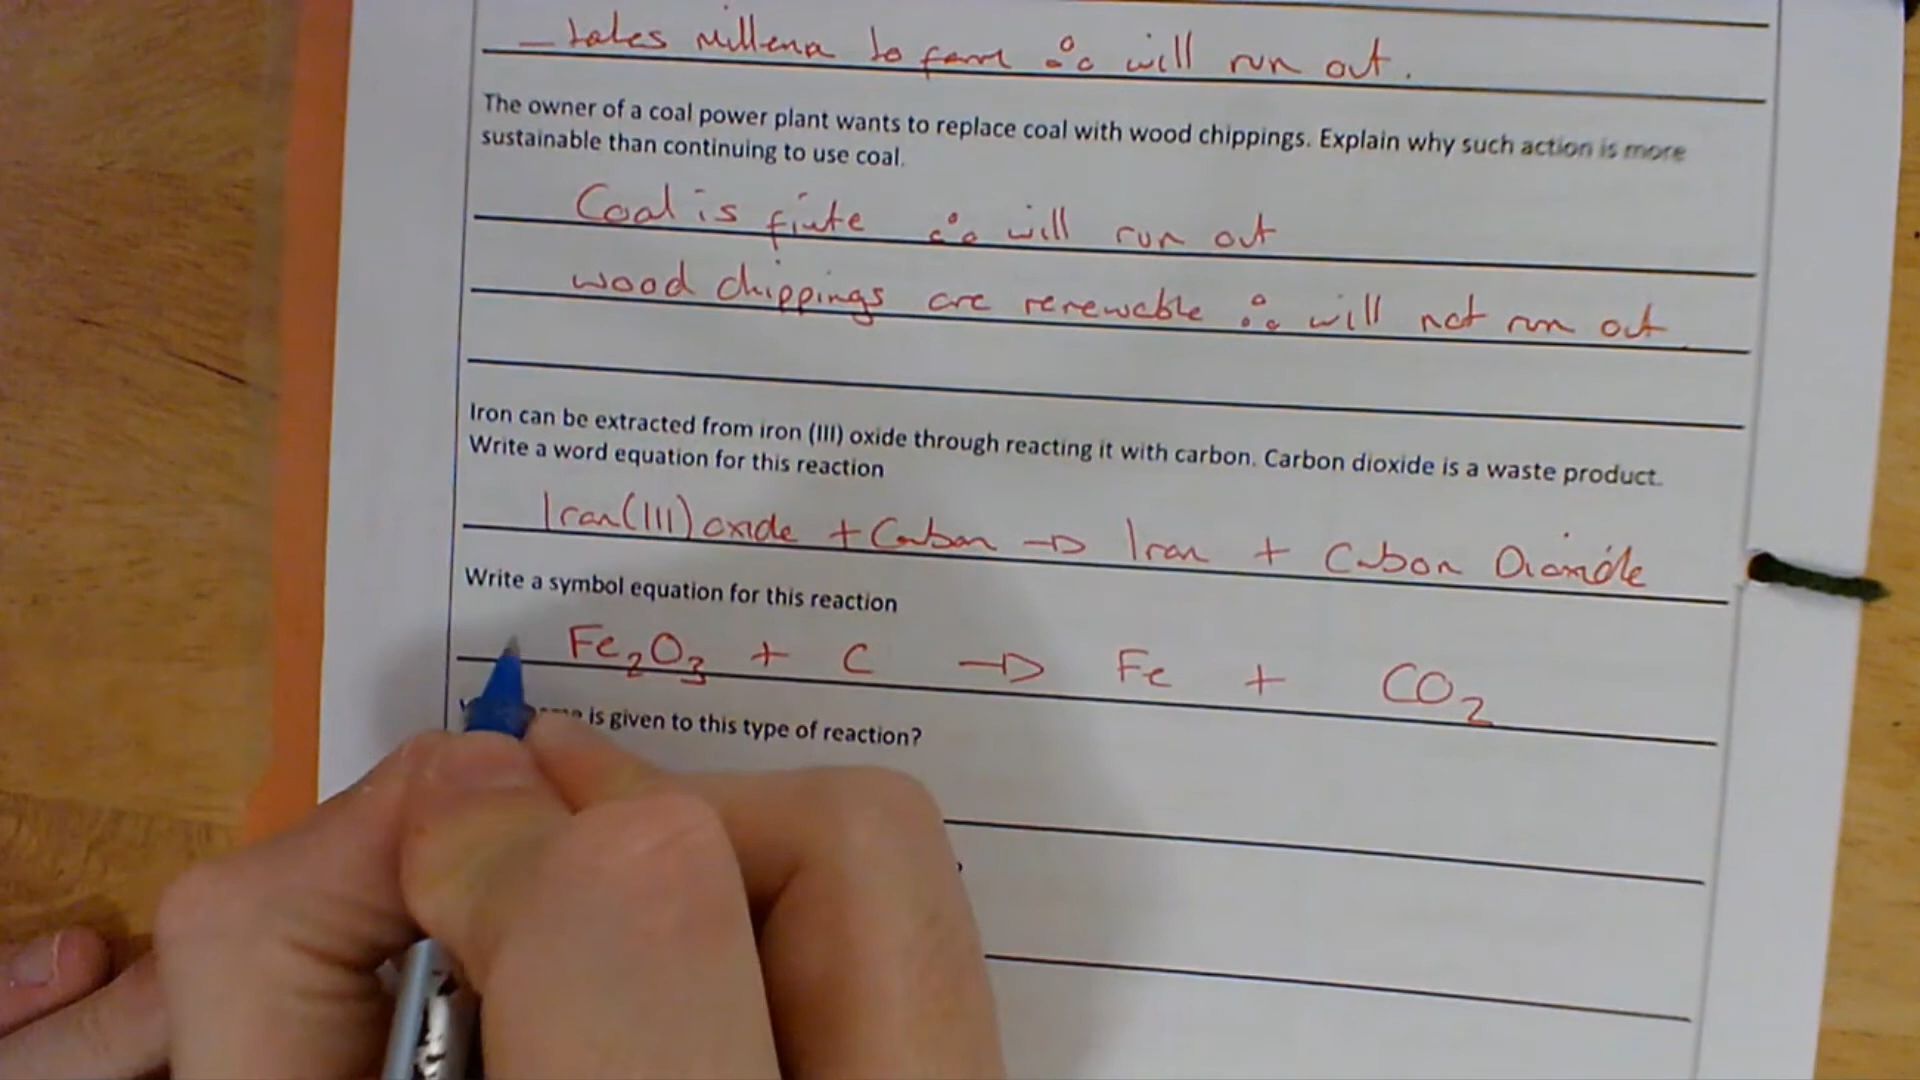 takes millena to form ∴ will run out.
The owner of a coal power plant wants to replace coal with wood chippings. Explain why such action is more
sustainable than continuing to use coal.
Coal is finte ∴ will run out
wood chippings are renewable ∴ will not run out
Iron can be extracted from iron (III) oxide through reacting it with carbon. Carbon dioxide is a waste product.
Write a word equation for this reaction
Iron(III) oxide + Carbon → Iron + Carbon Dioxide
Write a symbol equation for this reaction
Fe₂O₃ + C → Fe + CO₂
is given to this type of reaction?
?